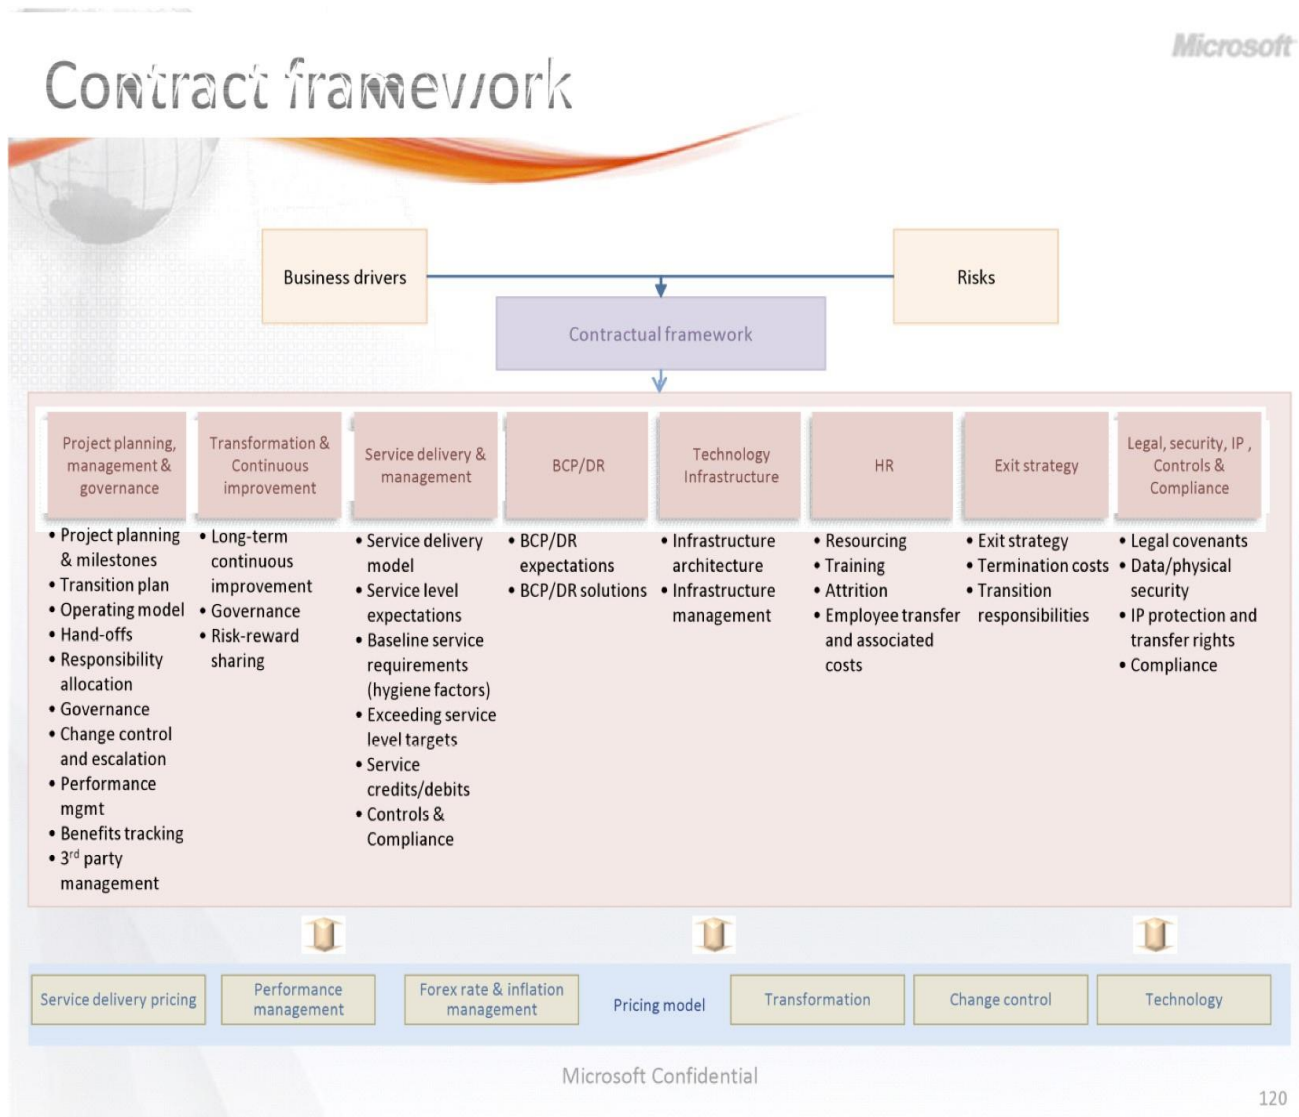 Microsoft
Contract framework
Business drivers
Risks
Contractual framework
Project planning,
management &
governance
Transformation &
Continuous
improvement
Service delivery &
management
BCP/DR
Technology
Infrastructure
HR
Exit strategy
Legal, security, IP ,
Controls &
Compliance
• Project planning
& milestones
• Transition plan
• Operating model
• Hand-offs
• Responsibility
allocation
• Governance
• Change control
and escalation
• Performance
mgmt
• Benefits tracking
• 3rd party
management
• Long-term
continuous
improvement
• Governance
• Risk-reward
sharing
• Service delivery
model
• Service level
expectations
• Baseline service
requirements
(hygiene factors)
• Exceeding service
level targets
• Service
credits/debits
• Controls &
Compliance
• BCP/DR
expectations
• BCP/DR solutions
• Infrastructure
architecture
• Infrastructure
management
• Resourcing
• Training
• Attrition
• Employee transfer
and associated
costs
• Exit strategy
• Termination costs
• Transition
responsibilities
• Legal covenants
• Data/physical
security
• IP protection and
transfer rights
• Compliance
Service delivery pricing
Performance
management
Forex rate & inflation
management
Pricing model
Transformation
Change control
Technology
Microsoft Confidential
120